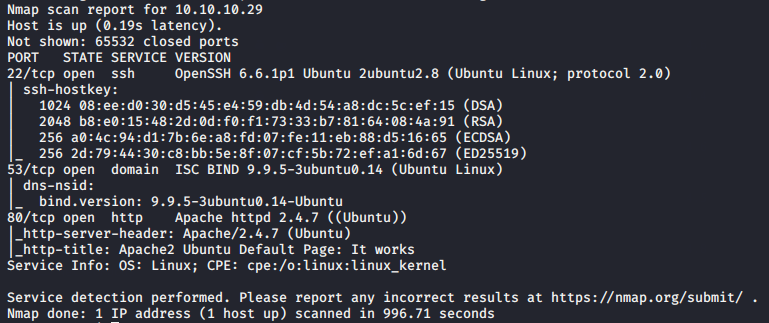 Nmap scan report for 10.10.10.29
Host is up (0.19s latency).
Not shown: 65532 closed ports
PORT   STATE SERVICE VERSION
22/tcp open  ssh     OpenSSH 6.6.1p1 Ubuntu 2ubuntu2.8 (Ubuntu Linux; protocol 2.0)
| ssh-hostkey:
|   1024 08:ee:d0:30:d5:45:e4:59:db:4d:54:a8:dc:5c:ef:15 (DSA)
|   2048 b8:e0:15:48:2d:0d:f0:f1:73:33:b7:81:64:08:4a:91 (RSA)
|   256 a0:4c:94:d1:7b:6e:a8:fd:07:fe:11:eb:88:d5:16:65 (ECDSA)
|_  256 2d:79:44:30:c8:bb:5e:8f:07:cf:5b:72:ef:a1:6d:67 (ED25519)
53/tcp open  domain  ISC BIND 9.9.5-3ubuntu0.14 (Ubuntu Linux)
| dns-nsid:
|_  bind.version: 9.9.5-3ubuntu0.14-Ubuntu
80/tcp open  http    Apache httpd 2.4.7 ((Ubuntu))
|_http-server-header: Apache/2.4.7 (Ubuntu)
|_http-title: Apache2 Ubuntu Default Page: It works
Service Info: OS: Linux; CPE: cpe:/o:linux:linux_kernel

Service detection performed. Please report any incorrect results at https://nmap.org/submit/ .
Nmap done: 1 IP address (1 host up) scanned in 996.71 seconds